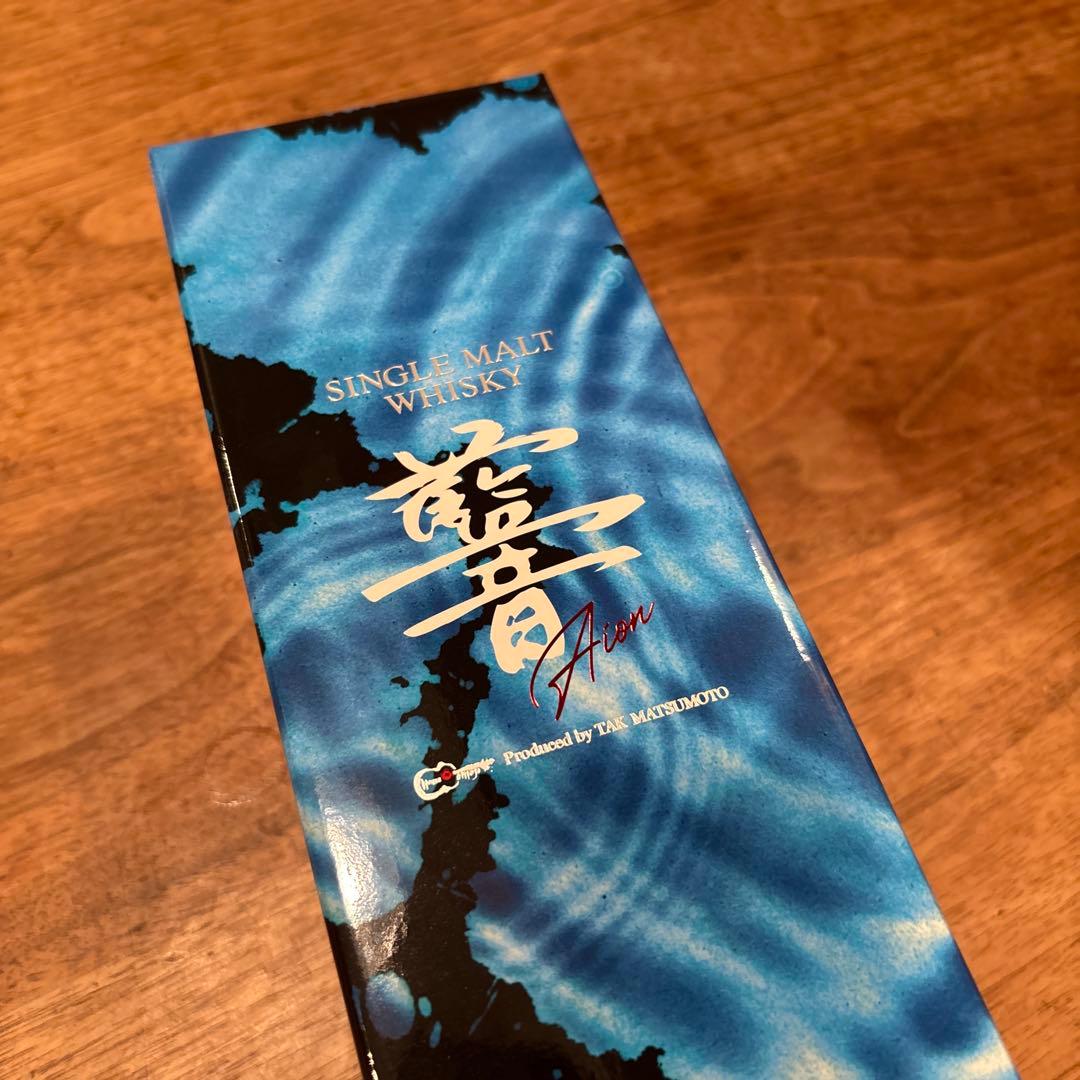 SINGLE MALT
WHISKY
藍音
Aion
Produced by TAK MATSUMOTO